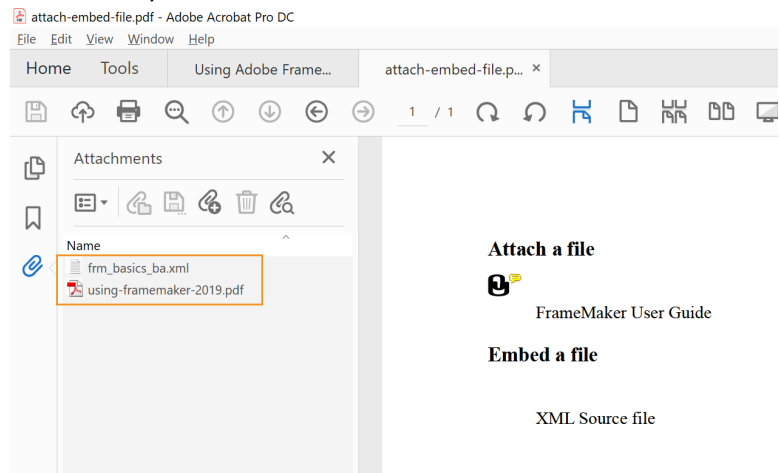 attach-embed-file.pdf - Adobe Acrobat Pro DC
File Edit View Window Help
Home Tools Using Adobe Frame... attach-embed-file.p... ×
1 / 1
Attachments ×
Name
frm_basics_ba.xml
using-framemaker-2019.pdf
Attach a file
FrameMaker User Guide
Embed a file
XML Source file